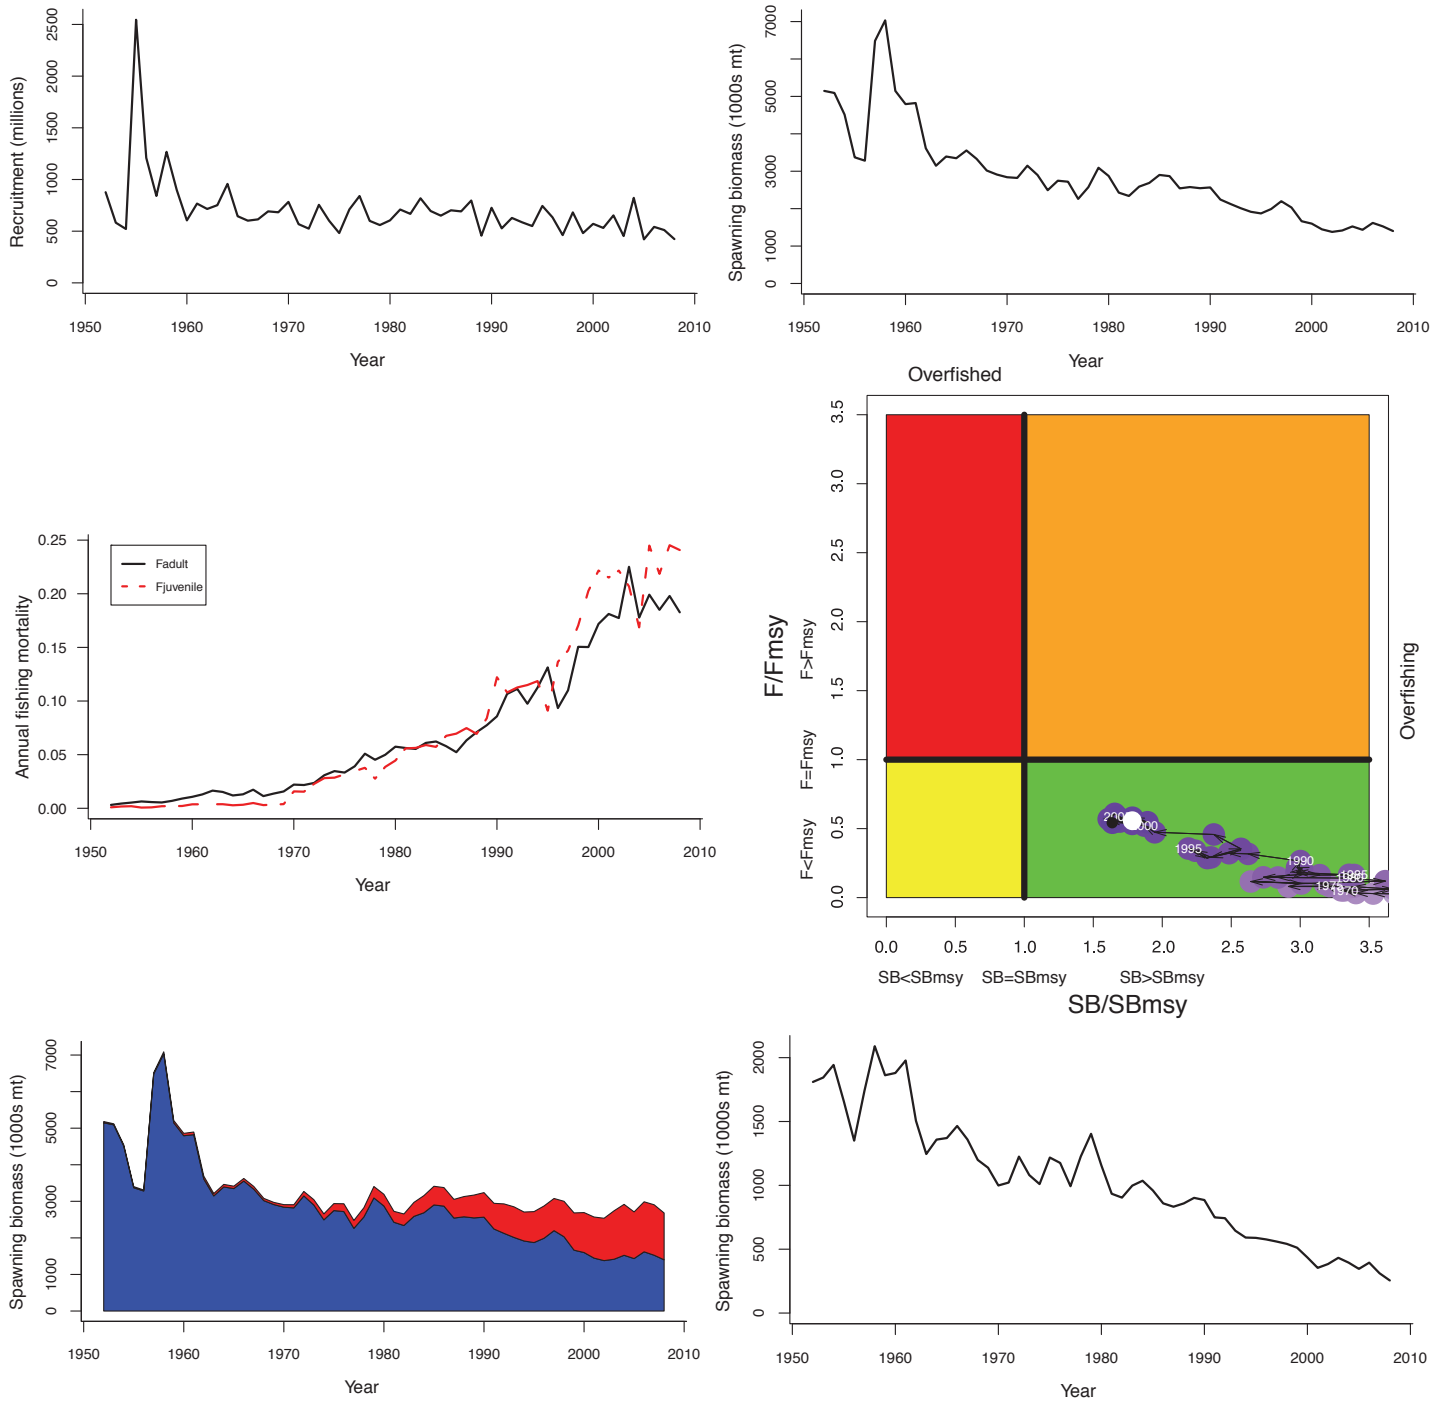 Recruitment (millions)
0 500 1000 1500 2000 2500
1950 1960 1970 1980 1990 2000 2010
Year
Spawning biomass (1000s mt)
0 1000 3000 5000 7000
1950 1960 1970 1980 1990 2000 2010
Year
Annual fishing mortality
0.25
0.20
0.15
0.10
0.05
0.00
Fadult
Fjuvenile
1950 1960 1970 1980 1990 2000 2010
Year
Overfished
Overfishing
F/Fmsy
F<Fmsy F=Fmsy F>Fmsy
0.0 0.5 1.0 1.5 2.0 2.5 3.0 3.5
1995
1990
1985
1980
1975
1970
0.0 0.5 1.0 1.5 2.0 2.5 3.0 3.5
SB<SBmsy SB=SBmsy SB>SBmsy
SB/SBmsy
Spawning biomass (1000s mt)
0 1000 3000 5000 7000
1950 1960 1970 1980 1990 2000 2010
Year
Spawning biomass (1000s mt)
0 500 1000 1500 2000
1950 1960 1970 1980 1990 2000 2010
Year